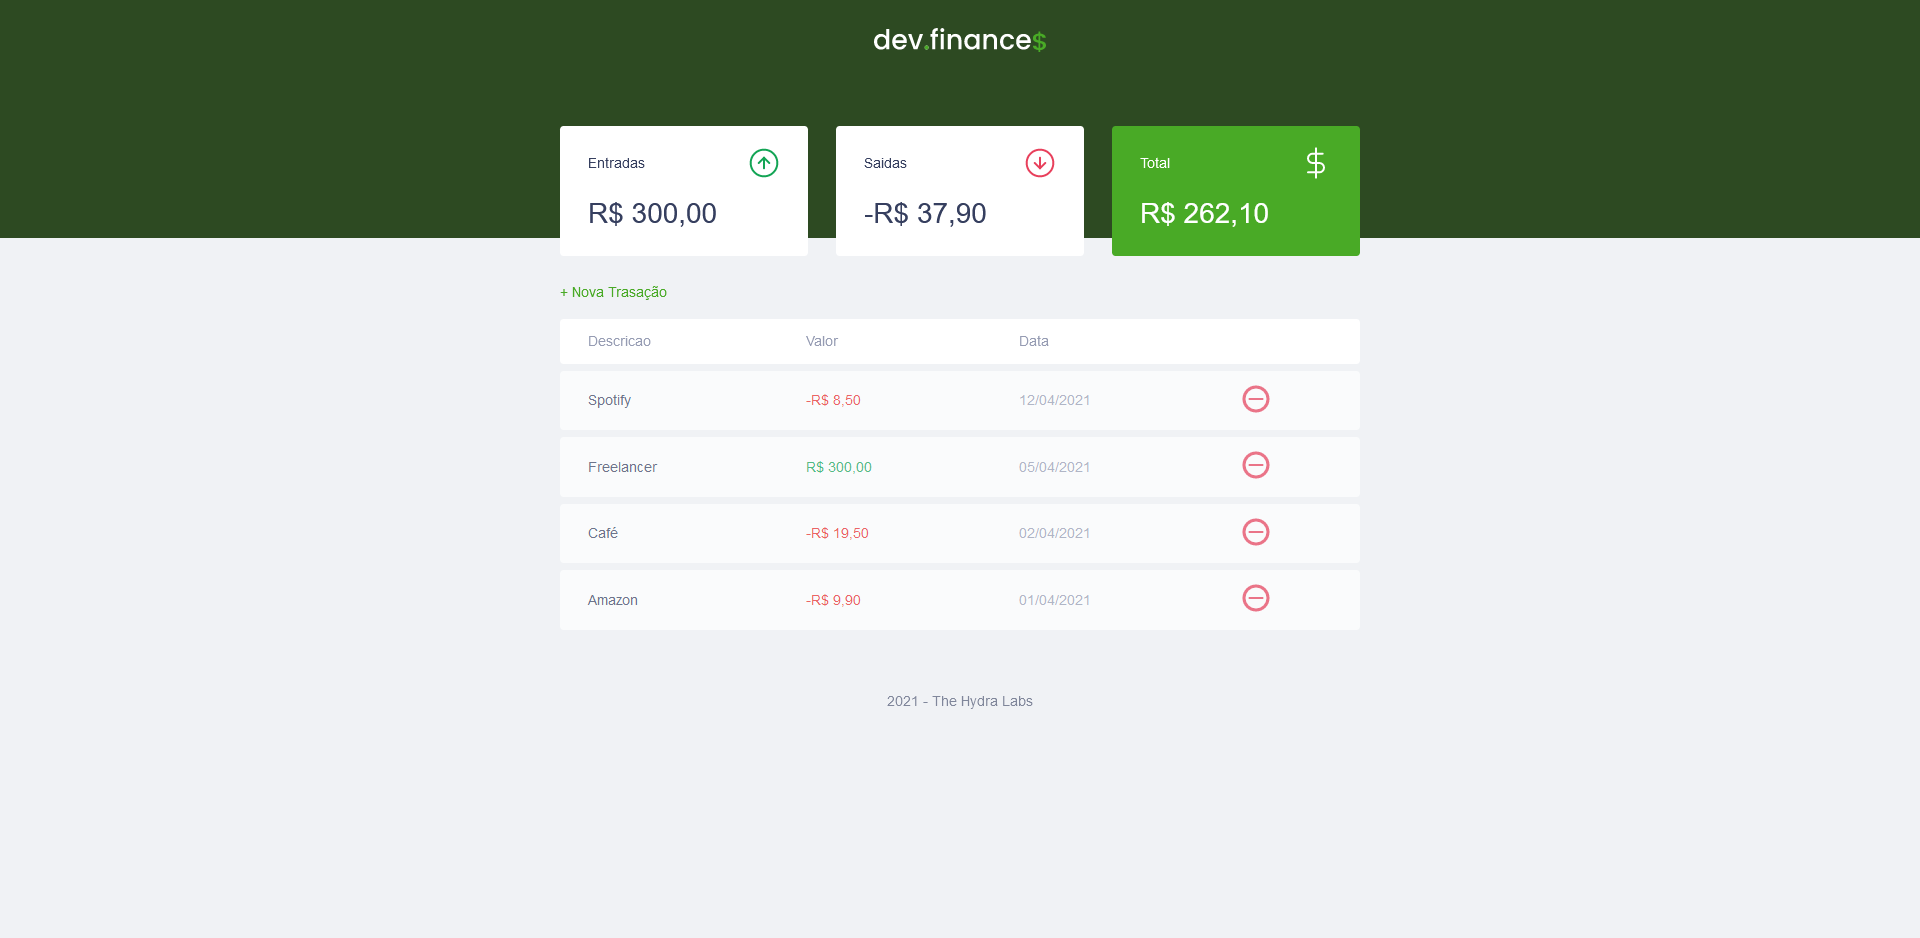 dev.finance$
Entradas
R$ 300,00
Saidas
-R$ 37,90
Total
$
R$ 262,10
+ Nova Trasação
Descricao Valor Data
Spotify -R$ 8,50 12/04/2021
Freelancer R$ 300,00 05/04/2021
Café -R$ 19,50 02/04/2021
Amazon -R$ 9,90 01/04/2021
2021 - The Hydra Labs